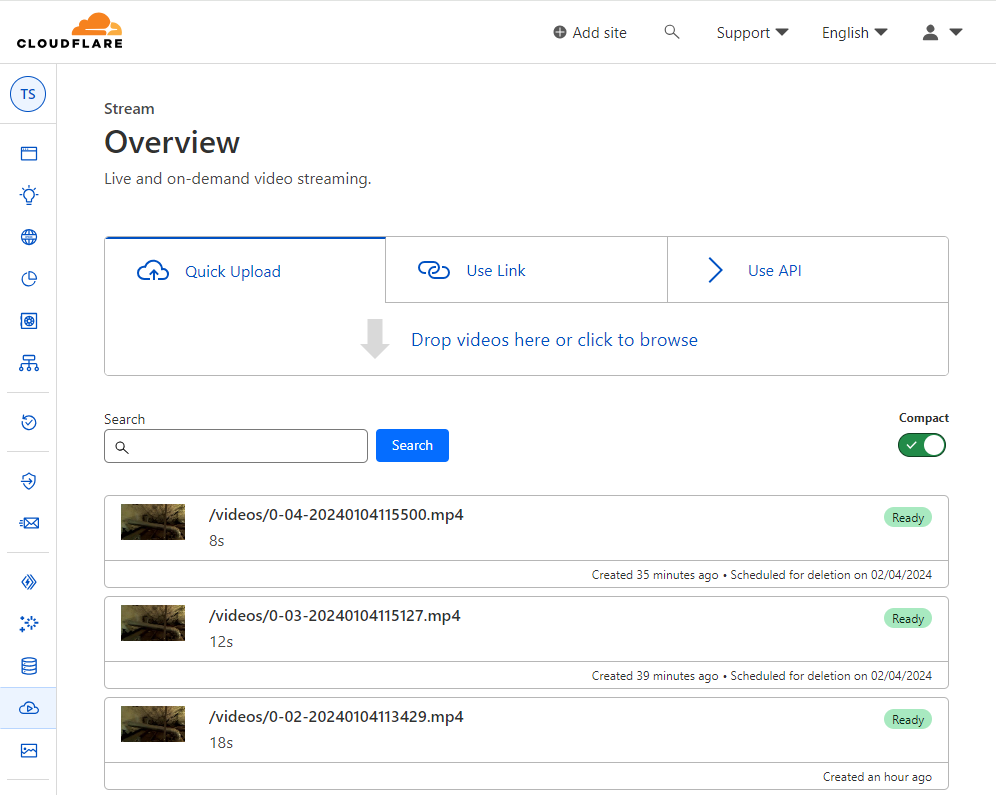 CLOUDFLARE
Add site
Support
English
TS
Stream
Overview
Live and on-demand video streaming.
Quick Upload
Use Link
Use API
Drop videos here or click to browse
Search
Compact
Search
/videos/0-04-20240104115500.mp4
Ready
8s
Created 35 minutes ago • Scheduled for deletion on 02/04/2024
/videos/0-03-20240104115127.mp4
Ready
12s
Created 39 minutes ago • Scheduled for deletion on 02/04/2024
/videos/0-02-20240104113429.mp4
Ready
18s
Created an hour ago